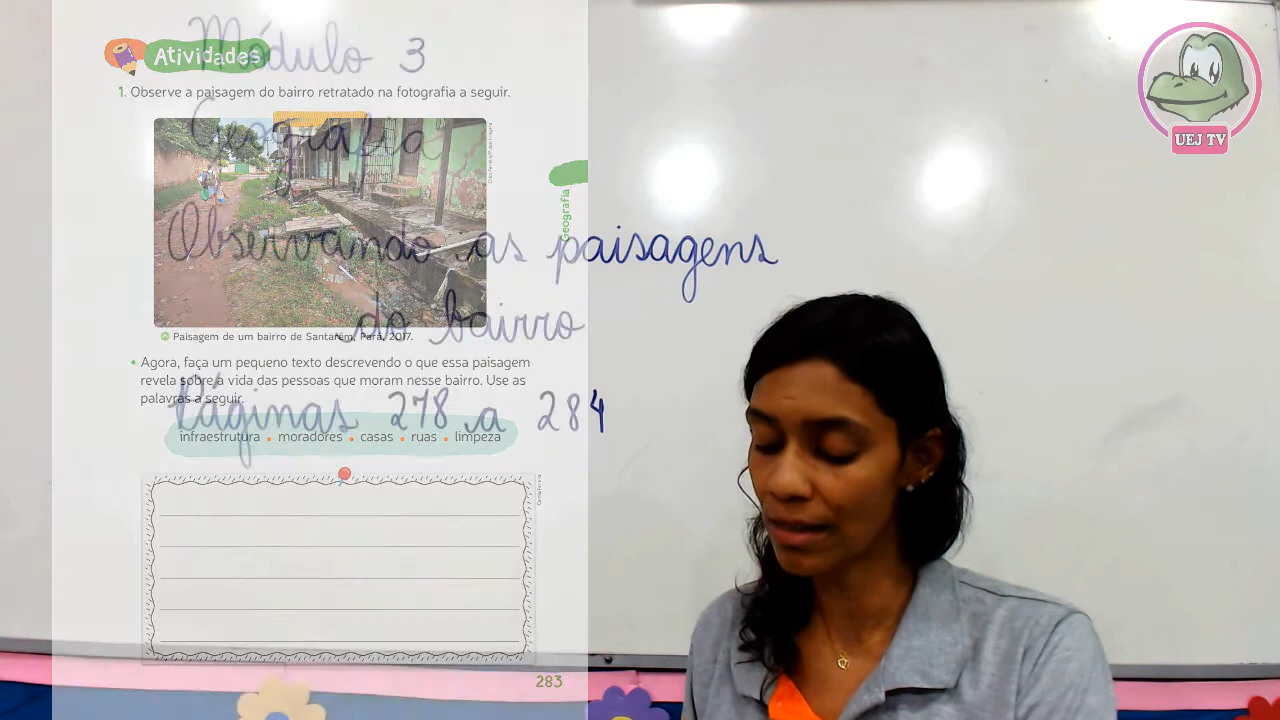 Módulo 3
Atividades
1. Observe a paisagem do bairro retratado na fotografia a seguir.
Geografia
Geografia
Observando as paisagens
do bairro
Paisagem de um bairro de Santarém, Pará, 2017.
• Agora, faça um pequeno texto descrevendo o que essa paisagem
revela sobre a vida das pessoas que moram nesse bairro. Use as
palavras a seguir.
Páginas 278 a 284
infraestrutura • moradores • casas • ruas • limpeza
283
UEJ TV